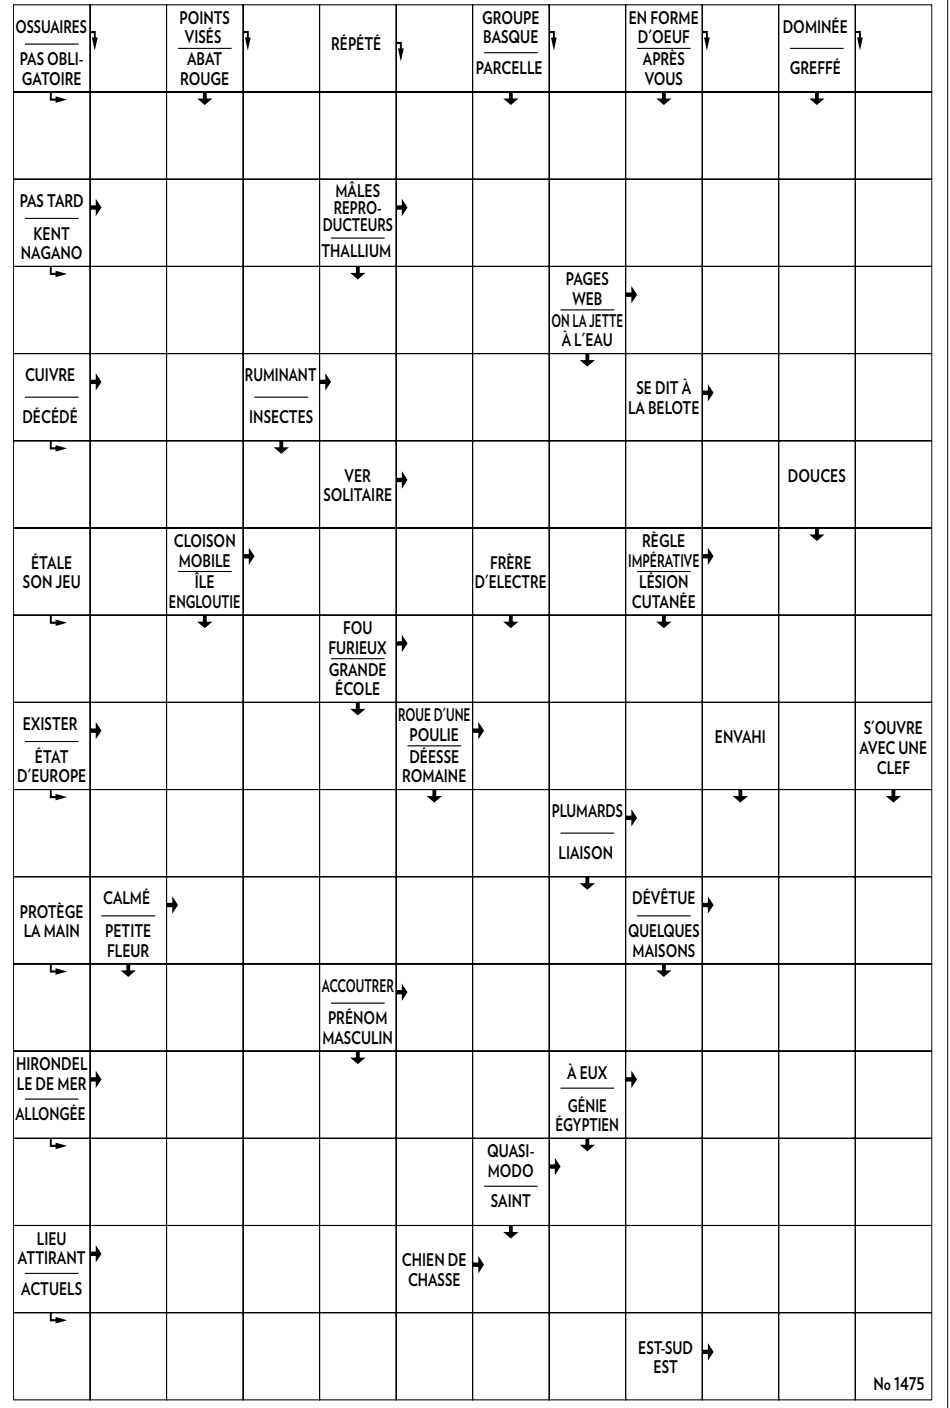 OSSUAIRES
PAS OBLI-
GATOIRE
POINTS
VISÉS
ABAT
ROUGE
RÉPÉTÉ
GROUPE
BASQUE
PARCELLE
EN FORME
D'OEUF
APRÈS
VOUS
DOMINÉE
GREFFÉ
PAS TARD
KENT
NAGANO
MÂLES
REPRO-
DUCTEURS
THALLIUM
PAGES
WEB
ON LA JETTE
À L'EAU
CUIVRE
DÉCÉDÉ
RUMINANT
INSECTES
SE DIT À
LA BELOTE
VER
SOLITAIRE
DOUCES
ÉTALE
SON JEU
CLOISON
MOBILE
ÎLE
ENGLOUTIE
FRÈRE
D'ELECTRE
RÈGLE
IMPÉRATIVE
LÉSION
CUTANÉE
FOU
FURIEUX
GRANDE
ÉCOLE
EXISTER
ÉTAT
D'EUROPE
ROUE D'UNE
POULIE
DÉESSE
ROMAINE
ENVAHI
S'OUVRE
AVEC UNE
CLEF
PLUMARDS
LIAISON
PROTÈGE
LA MAIN
CALMÉ
PETITE
FLEUR
DÉVÊTUE
QUELQUES
MAISONS
ACCOUTRER
PRÉNOM
MASCULIN
HIRONDEL
LE DE MER
ALLONGÉE
À EUX
GÉNIE
ÉGYPTIEN
QUASI-
MODO
SAINT
LIEU
ATTIRANT
ACTUELS
CHIEN DE
CHASSE
EST-SUD
EST
No 1475